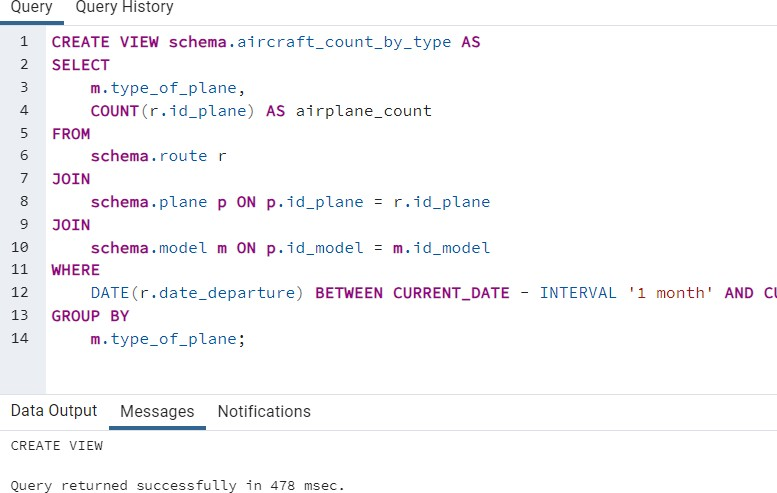 Query Query History
1 CREATE VIEW schema.aircraft_count_by_type AS
2 SELECT
3 m.type_of_plane,
4 COUNT(r.id_plane) AS airplane_count
5 FROM
6 schema.route r
7 JOIN
8 schema.plane p ON p.id_plane = r.id_plane
9 JOIN
10 schema.model m ON p.id_model = m.id_model
11 WHERE
12 DATE(r.date_departure) BETWEEN CURRENT_DATE - INTERVAL '1 month' AND
13 GROUP BY
14 m.type_of_plane;
Data Output Messages Notifications
CREATE VIEW
Query returned successfully in 478 msec.